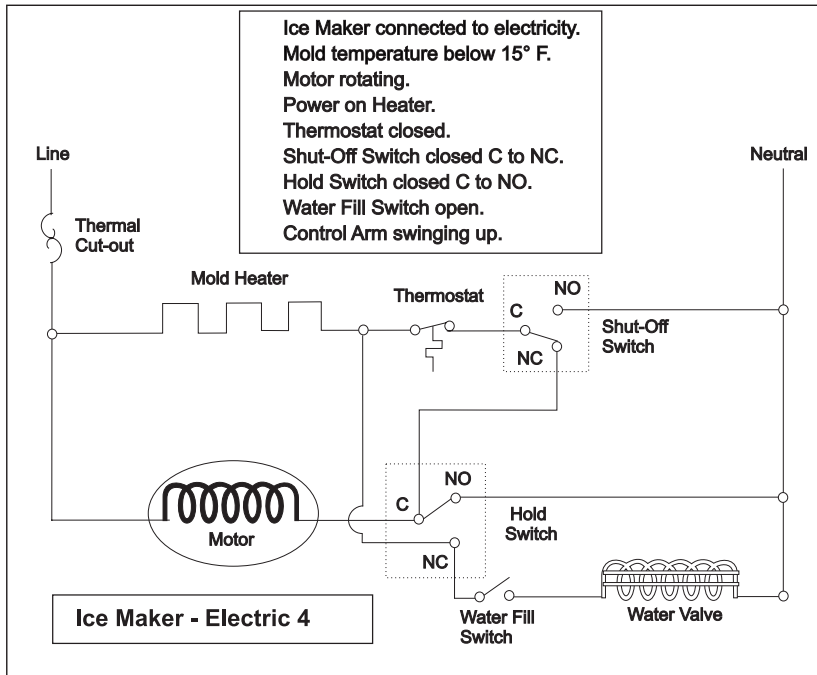 Ice Maker connected to electricity.
Mold temperature below 15° F.
Motor rotating.
Power on Heater.
Thermostat closed.
Shut-Off Switch closed C to NC.
Hold Switch closed C to NO.
Water Fill Switch open.
Control Arm swinging up.
Line
Neutral
Thermal
Cut-out
Mold Heater
Thermostat
NO
C
NC
Shut-Off
Switch
NO
C
NC
Hold
Switch
Motor
Water Fill
Switch
Water Valve
Ice Maker - Electric 4